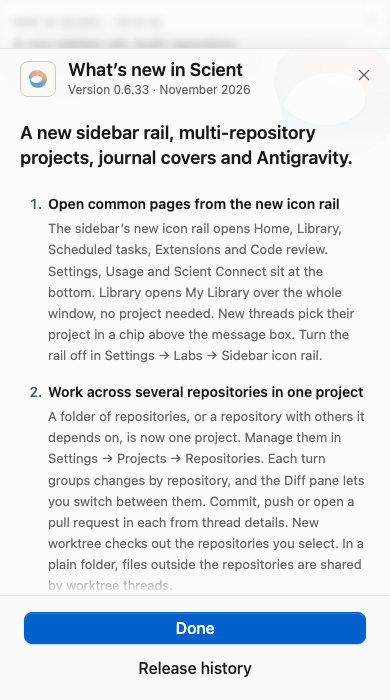 What's new in Scient
Version 0.6.33 · November 2026
A new sidebar rail, multi-repository
projects, journal covers and Antigravity.
1. Open common pages from the new icon rail
The sidebar's new icon rail opens Home, Library,
Scheduled tasks, Extensions and Code review.
Settings, Usage and Scient Connect sit at the
bottom. Library opens My Library over the whole
window, no project needed. New threads pick their
project in a chip above the message box. Turn the
rail off in Settings → Labs → Sidebar icon rail.
2. Work across several repositories in one project
A folder of repositories, or a repository with others it
depends on, is now one project. Manage them in
Settings → Projects → Repositories. Each turn
groups changes by repository, and the Diff pane lets
you switch between them. Commit, push or open a
pull request in each from thread details. New
worktree checks out the repositories you select. In a
plain folder, files outside the repositories are shared
by worktree threads.
Done
Release history